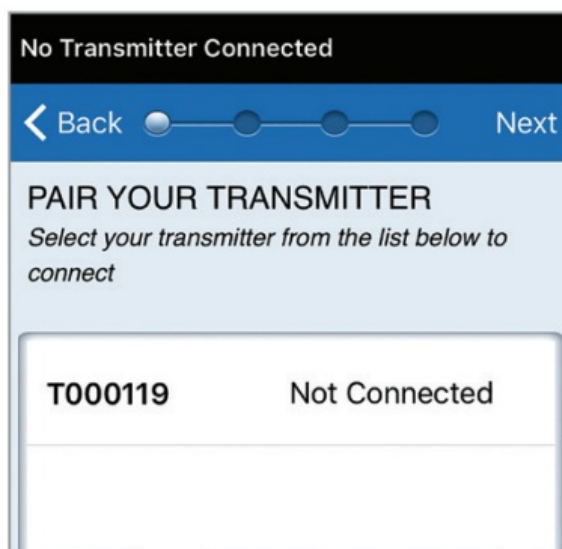 No Transmitter Connected
Back Next
PAIR YOUR TRANSMITTER
Select your transmitter from the list below to
connect
T000119 Not Connected